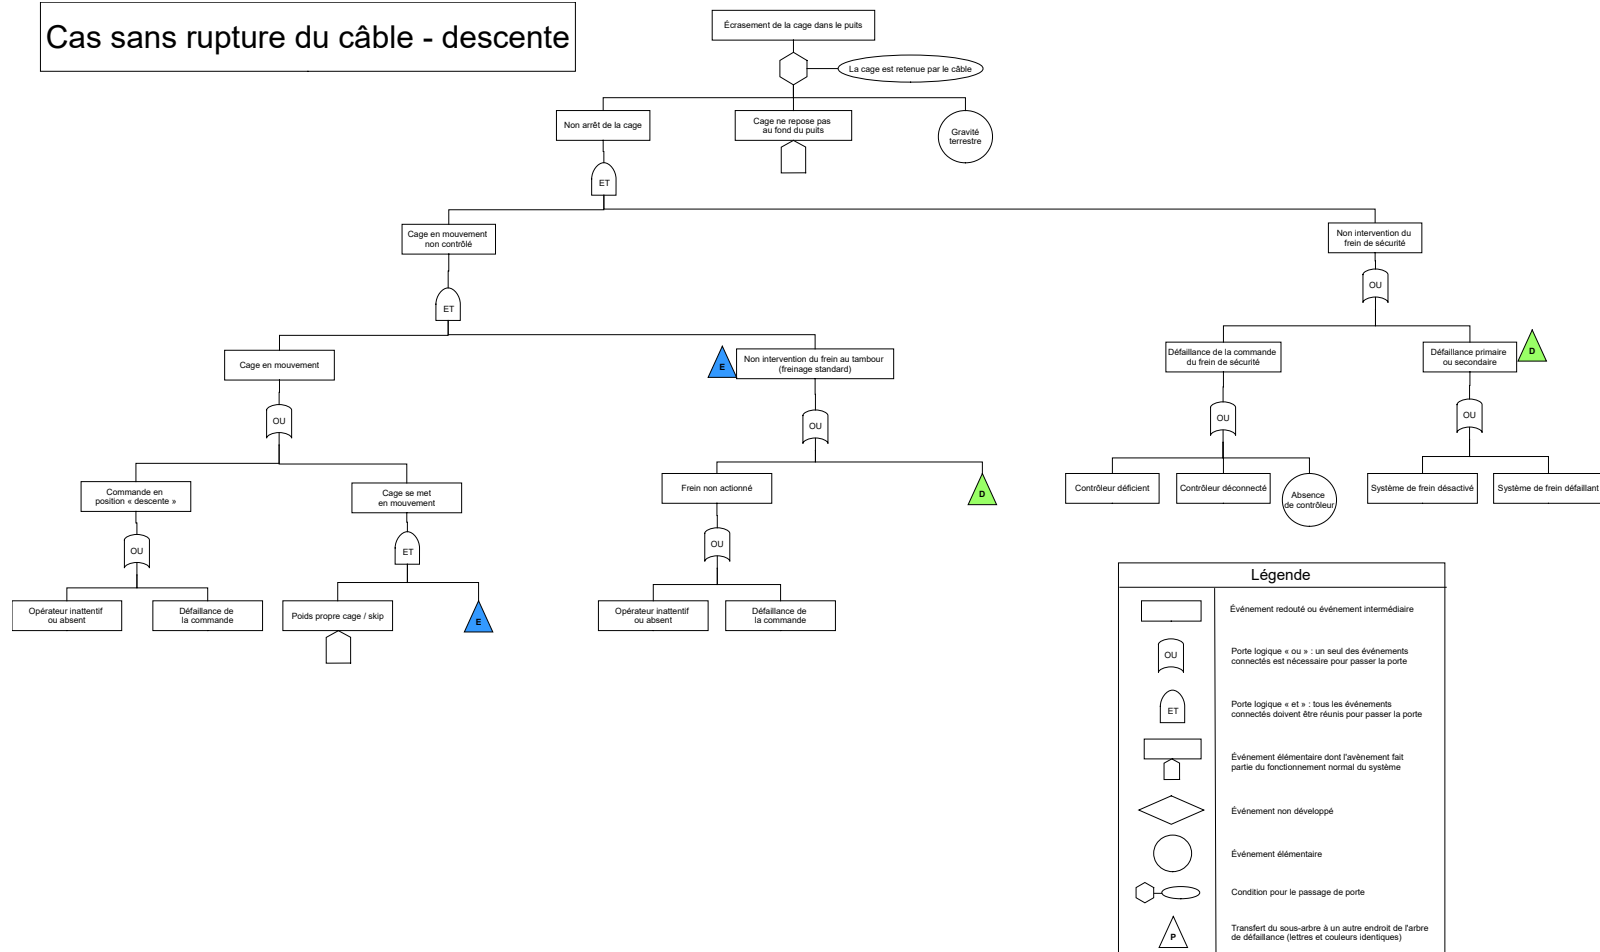 Cas sans rupture du câble - descente
Écrasement de la cage dans le puits
La cage est retenue par le câble
Non arrêt de la cage
Cage ne repose pas
au fond du puits
Gravité
terrestre
ET
Cage en mouvement
non contrôlé
Non intervention du
frein de sécurité
ET
OU
Cage en mouvement
E
Non intervention du frein au tambour
(freinage standard)
Défaillance de la commande
du frein de sécurité
Défaillance primaire
ou secondaire
D
OU
OU
OU
OU
Commande en
position « descente »
Cage se met
en mouvement
Frein non actionné
D
Contrôleur déficient
Contrôleur déconnecté
Absence
de contrôleur
Système de frein désactivé
Système de frein défaillant
OU
ET
OU
Opérateur inattentif
ou absent
Défaillance de
la commande
Poids propre cage / skip
E
Opérateur inattentif
ou absent
Défaillance de
la commande
Légende
Événement redouté ou événement intermédiaire
OU
Porte logique « ou » : un seul des événements
connectés est nécessaire pour passer la porte
ET
Porte logique « et » : tous les événements
connectés doivent être réunis pour passer la porte
Événement élémentaire dont l'avènement fait
partie du fonctionnement normal du système
Événement non développé
Événement élémentaire
Condition pour le passage de porte
P
Transfert du sous-arbre à un autre endroit de l'arbre
de défaillance (lettres et couleurs identiques)